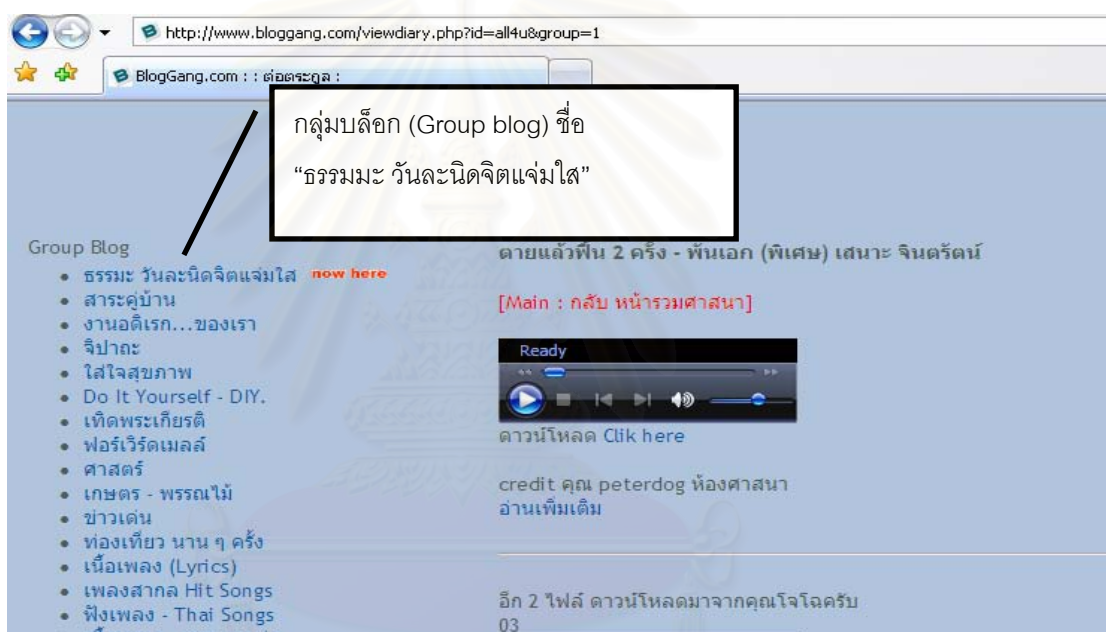 http://www.bloggang.com/viewdiary.php?id=all4u&group=1
BlogGang.com : : ต่อตระกูล :
กลุ่มบล็อก (Group blog) ชื่อ
“ธรรมมะ วันละนิดจิตแจ่มใส”
Group Blog
ธรรมะ วันละนิดจิตแจ่มใส now here
สาระคู่บ้าน
งานอดิเรก...ของเรา
จิปาถะ
ใส่ใจสุขภาพ
Do It Yourself - DIY.
เทิดพระเกียรติ
ฟอร์เวิร์ดเมลล์
ศาสตร์
เกษตร - พรรณไม้
ข่าวเด่น
ท่องเที่ยว นาน ๆ ครั้ง
เนื้อเพลง (Lyrics)
เพลงสากล Hit Songs
ฟังเพลง - Thai Songs
ตายแล้วฟื้น 2 ครั้ง - พันเอก (พิเศษ) เสนาะ จินตรัตน์
[Main : กลับ หน้ารวมศาสนา]
Ready
ดาวน์โหลด Clik here
credit คุณ peterdog ห้องศาสนา
อ่านเพิ่มเติม
อีก 2 ไฟล์ ดาวน์โหลดมาจากคุณโจโฉครับ
03